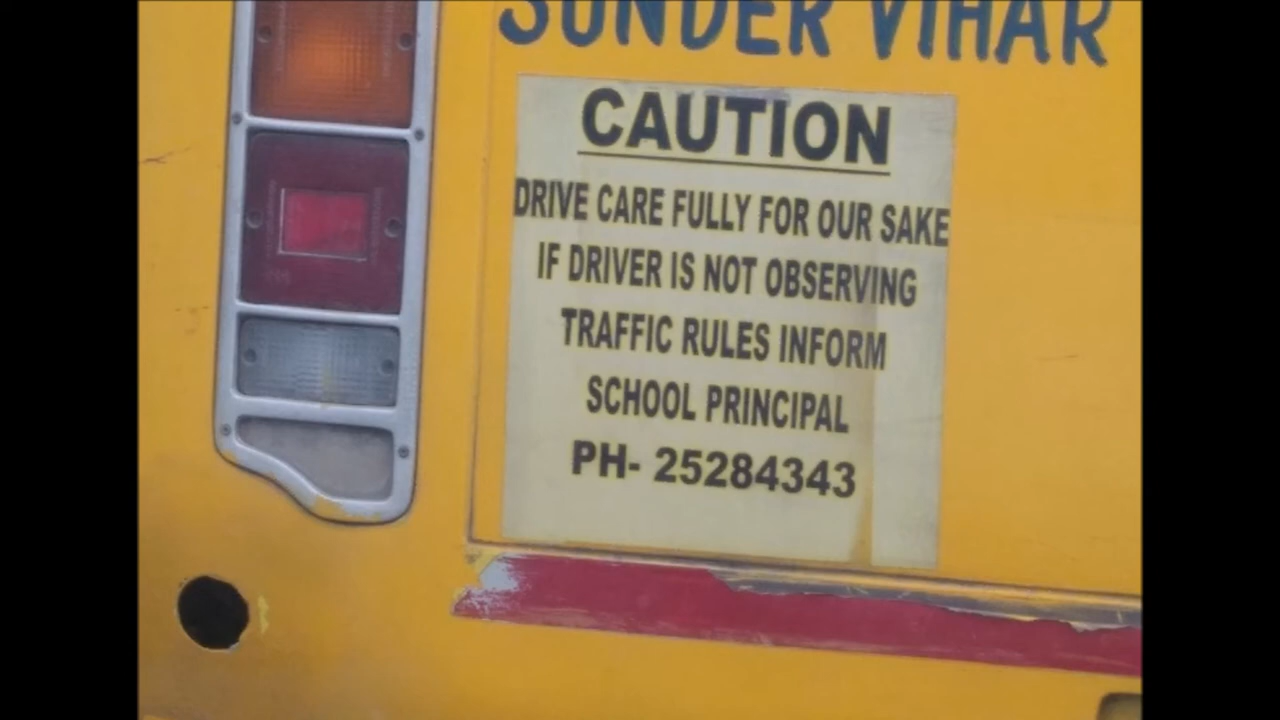 SUNDER VIHAR
CAUTION
DRIVE CARE FULLY FOR OUR SAKE
IF DRIVER IS NOT OBSERVING
TRAFFIC RULES INFORM
SCHOOL PRINCIPAL
PH- 25284343